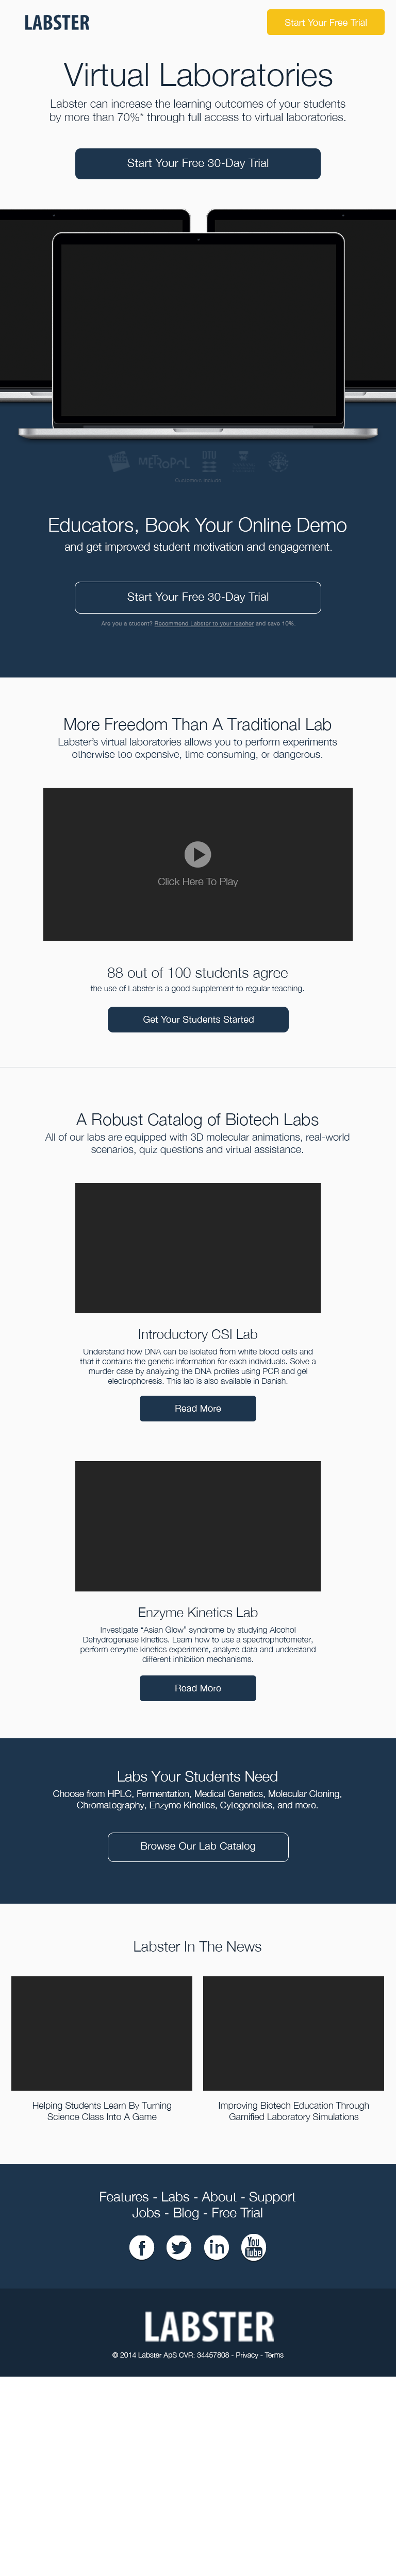 LABSTER
Start Your Free Trial
Virtual Laboratories
Labster can increase the learning outcomes of your students
by more than 70%* through full access to virtual laboratories.
Start Your Free 30-Day Trial
METROPOL
Educators, Book Your Online Demo
and get improved student motivation and engagement.
Start Your Free 30-Day Trial
Are you a student? Recommend Labster to your teacher and save 10%.
More Freedom Than A Traditional Lab
Labster's virtual laboratories allows you to perform experiments
otherwise too expensive, time consuming, or dangerous.
Click Here To Play
88 out of 100 students agree
the use of Labster is a good supplement to regular teaching.
Get Your Students Started
A Robust Catalog of Biotech Labs
All of our labs are equipped with 3D molecular animations, real-world
scenarios, quiz questions and virtual assistance.
Introductory CSI Lab
Understand how DNA can be isolated from white blood cells and
that it contains the genetic information for each individuals. Solve a
murder case by analyzing the DNA profiles using PCR and gel
electrophoresis. This lab is also available in Danish.
Read More
Enzyme Kinetics Lab
Investigate "Asian Glow" syndrome by studying Alcohol
Dehydrogenase kinetics. Learn how to use a spectrophotometer,
perform enzyme kinetics experiment, analyze data and understand
different inhibition mechanisms.
Read More
Labs Your Students Need
Choose from HPLC, Fermentation, Medical Genetics, Molecular Cloning,
Chromatography, Enzyme Kinetics, Cytogenetics, and more.
Browse Our Lab Catalog
Labster In The News
Helping Students Learn By Turning
Science Class Into A Game
Improving Biotech Education Through
Gamified Laboratory Simulations
Features - Labs - About - Support
Jobs - Blog - Free Trial
f
in
You
Tube
LABSTER
© 2014 Labster ApS CVR: 34457808 - Privacy - Terms